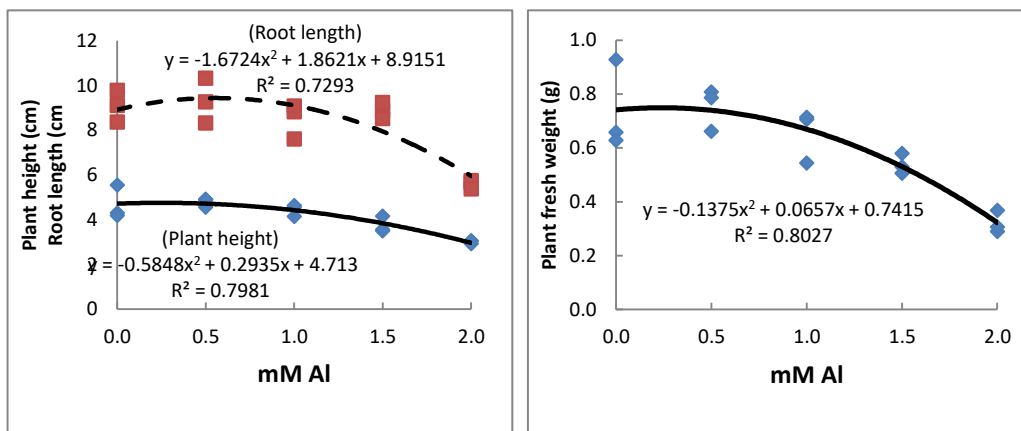 Plant height (cm)
Root length (cm
12
10
8
6
4
2
0
(Root length)
y = -1.6724x² + 1.8621x + 8.9151
R² = 0.7293
(Plant height)
y = -0.5848x² + 0.2935x + 4.713
R² = 0.7981
0.0 0.5 1.0 1.5 2.0
mM Al
Plant fresh weight (g)
1.0
0.8
0.6
0.4
0.2
0.0
y = -0.1375x² + 0.0657x + 0.7415
R² = 0.8027
0.0 0.5 1.0 1.5 2.0
mM Al